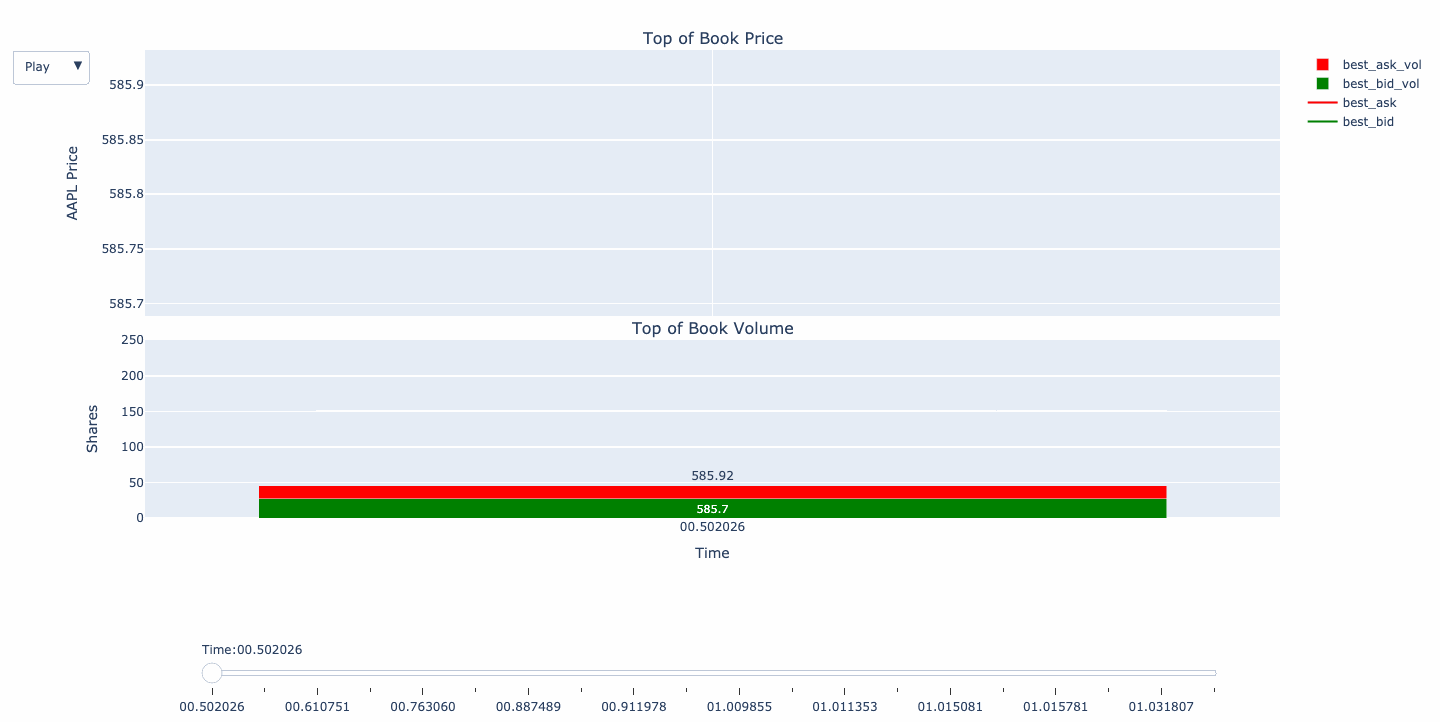 Top of Book Price
Play ▼
585.9
585.85
585.8
585.75
585.7
AAPL Price
best_ask_vol
best_bid_vol
best_ask
best_bid
Top of Book Volume
250
200
150
100
50
0
Shares
585.92
585.7
00.502026
Time
Time:00.502026
00.502026 00.610751 00.763060 00.887489 00.911978 01.009855 01.011353 01.015081 01.015781 01.031807